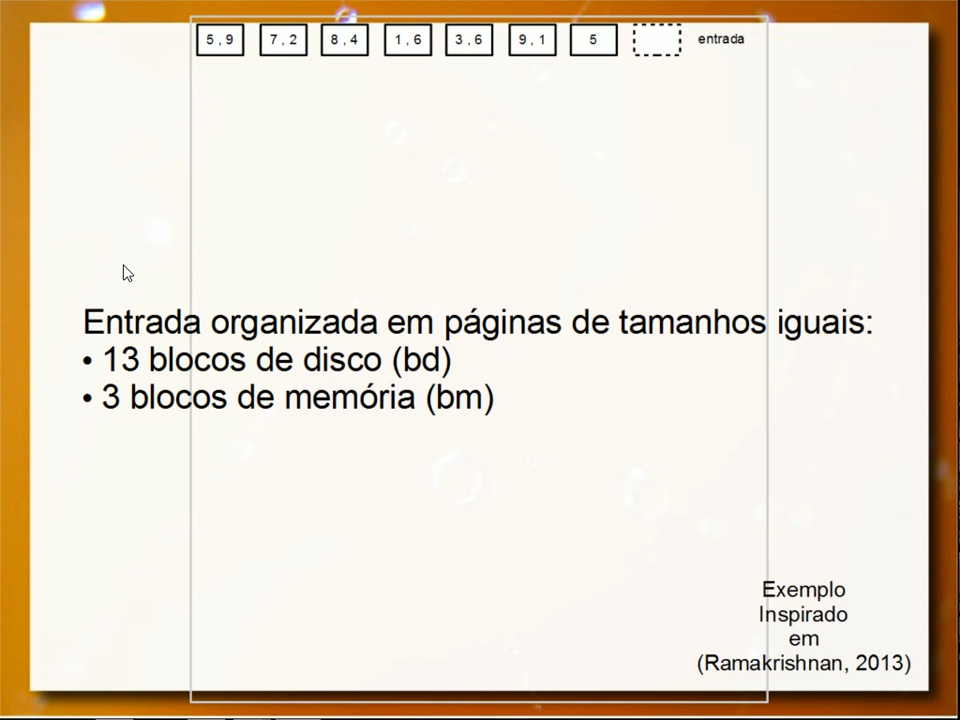 5 , 9 7 , 2 8 , 4 1 , 6 3 , 6 9 , 1 5 entrada
Entrada organizada em páginas de tamanhos iguais:
• 13 blocos de disco (bd)
• 3 blocos de memória (bm)
Exemplo
Inspirado
em
(Ramakrishnan, 2013)